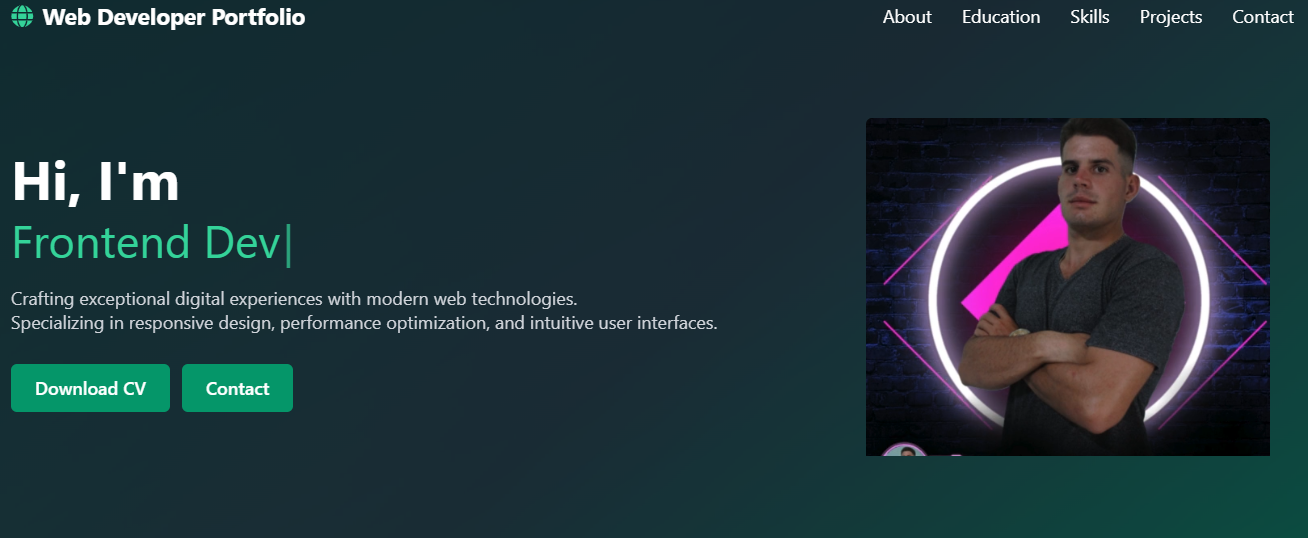 Web Developer Portfolio
About Education Skills Projects Contact
Hi, I'm
Frontend Dev|
Crafting exceptional digital experiences with modern web technologies.
Specializing in responsive design, performance optimization, and intuitive user interfaces.
Download CV Contact